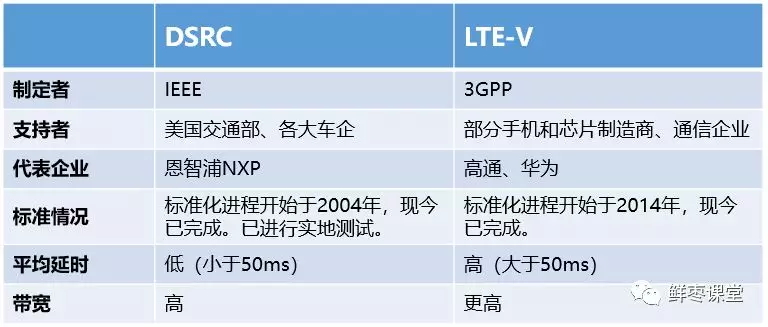 DSRC LTE-V
制定者 IEEE 3GPP
支持者 美国交通部、各大车企 部分手机和芯片制造商、通信企业
代表企业 恩智浦NXP 高通、华为
标准情况 标准化进程开始于2004年，现今 标准化进程开始于2014年，现今
已完成。已进行实地测试。 已完成。
平均延时 低（小于50ms） 高（大于50ms）
带宽 高 更高
鲜枣课堂